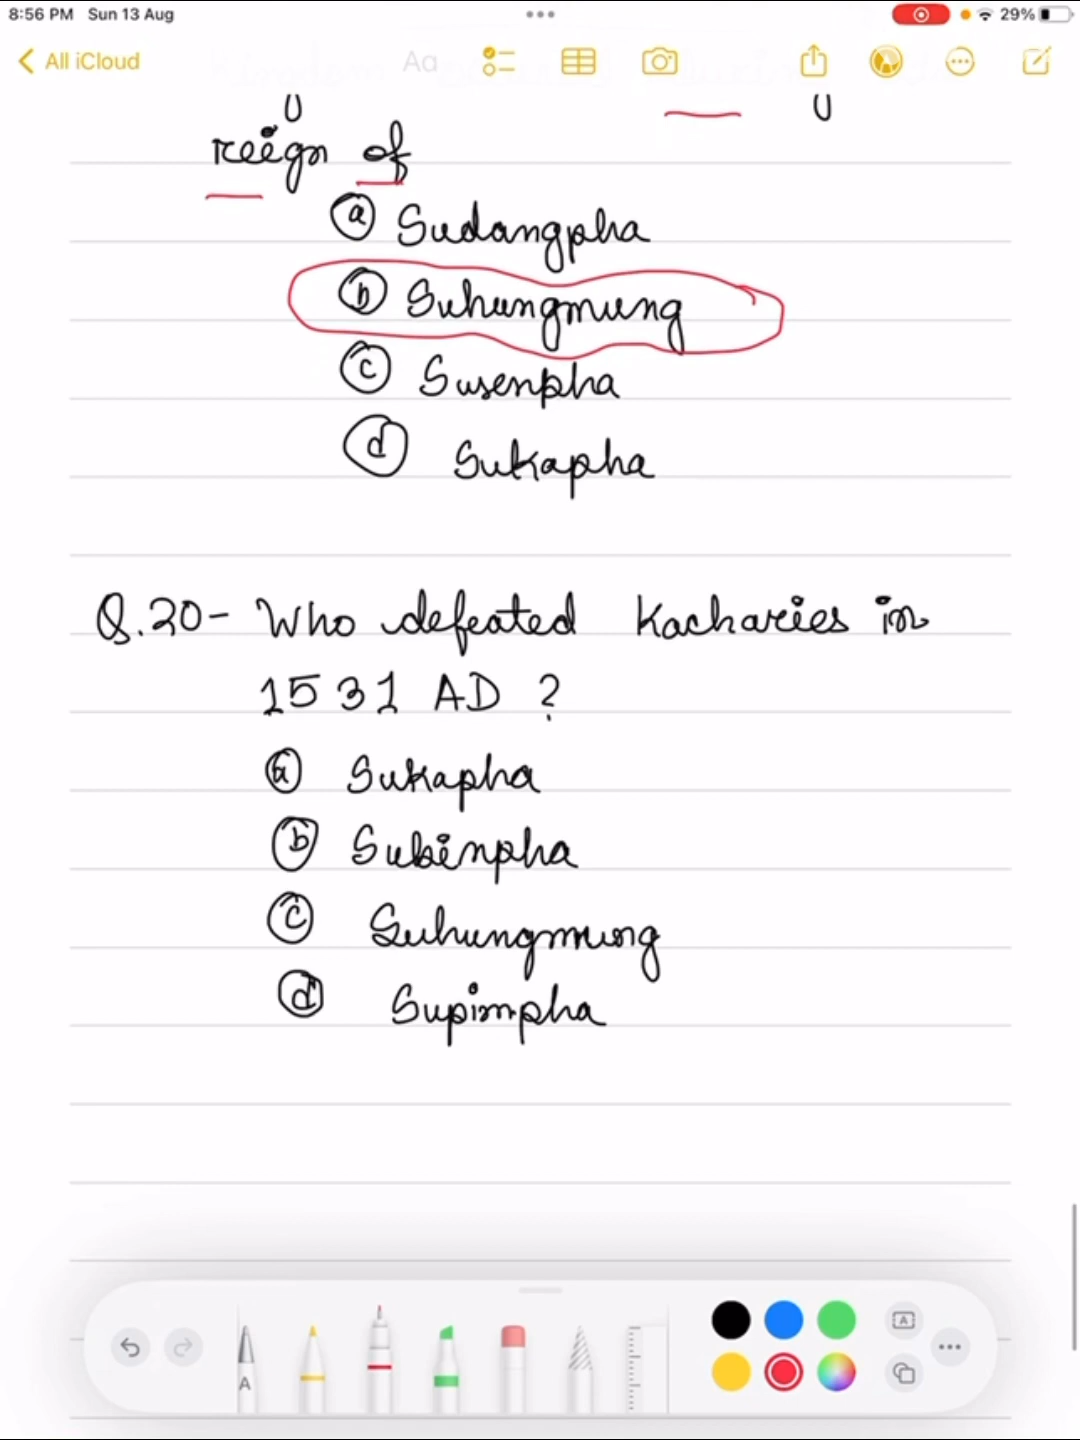 8:56 PM Sun 13 Aug 29%
All iCloud Aa
reign of
a Sudangpha
b Suhungmung
c Susenpha
d Sukapha
Q.20- Who defeated Kacharies in
1531 AD ?
a Sukapha
b Subinpha
c Suhungmung
d Supimpha
A
A